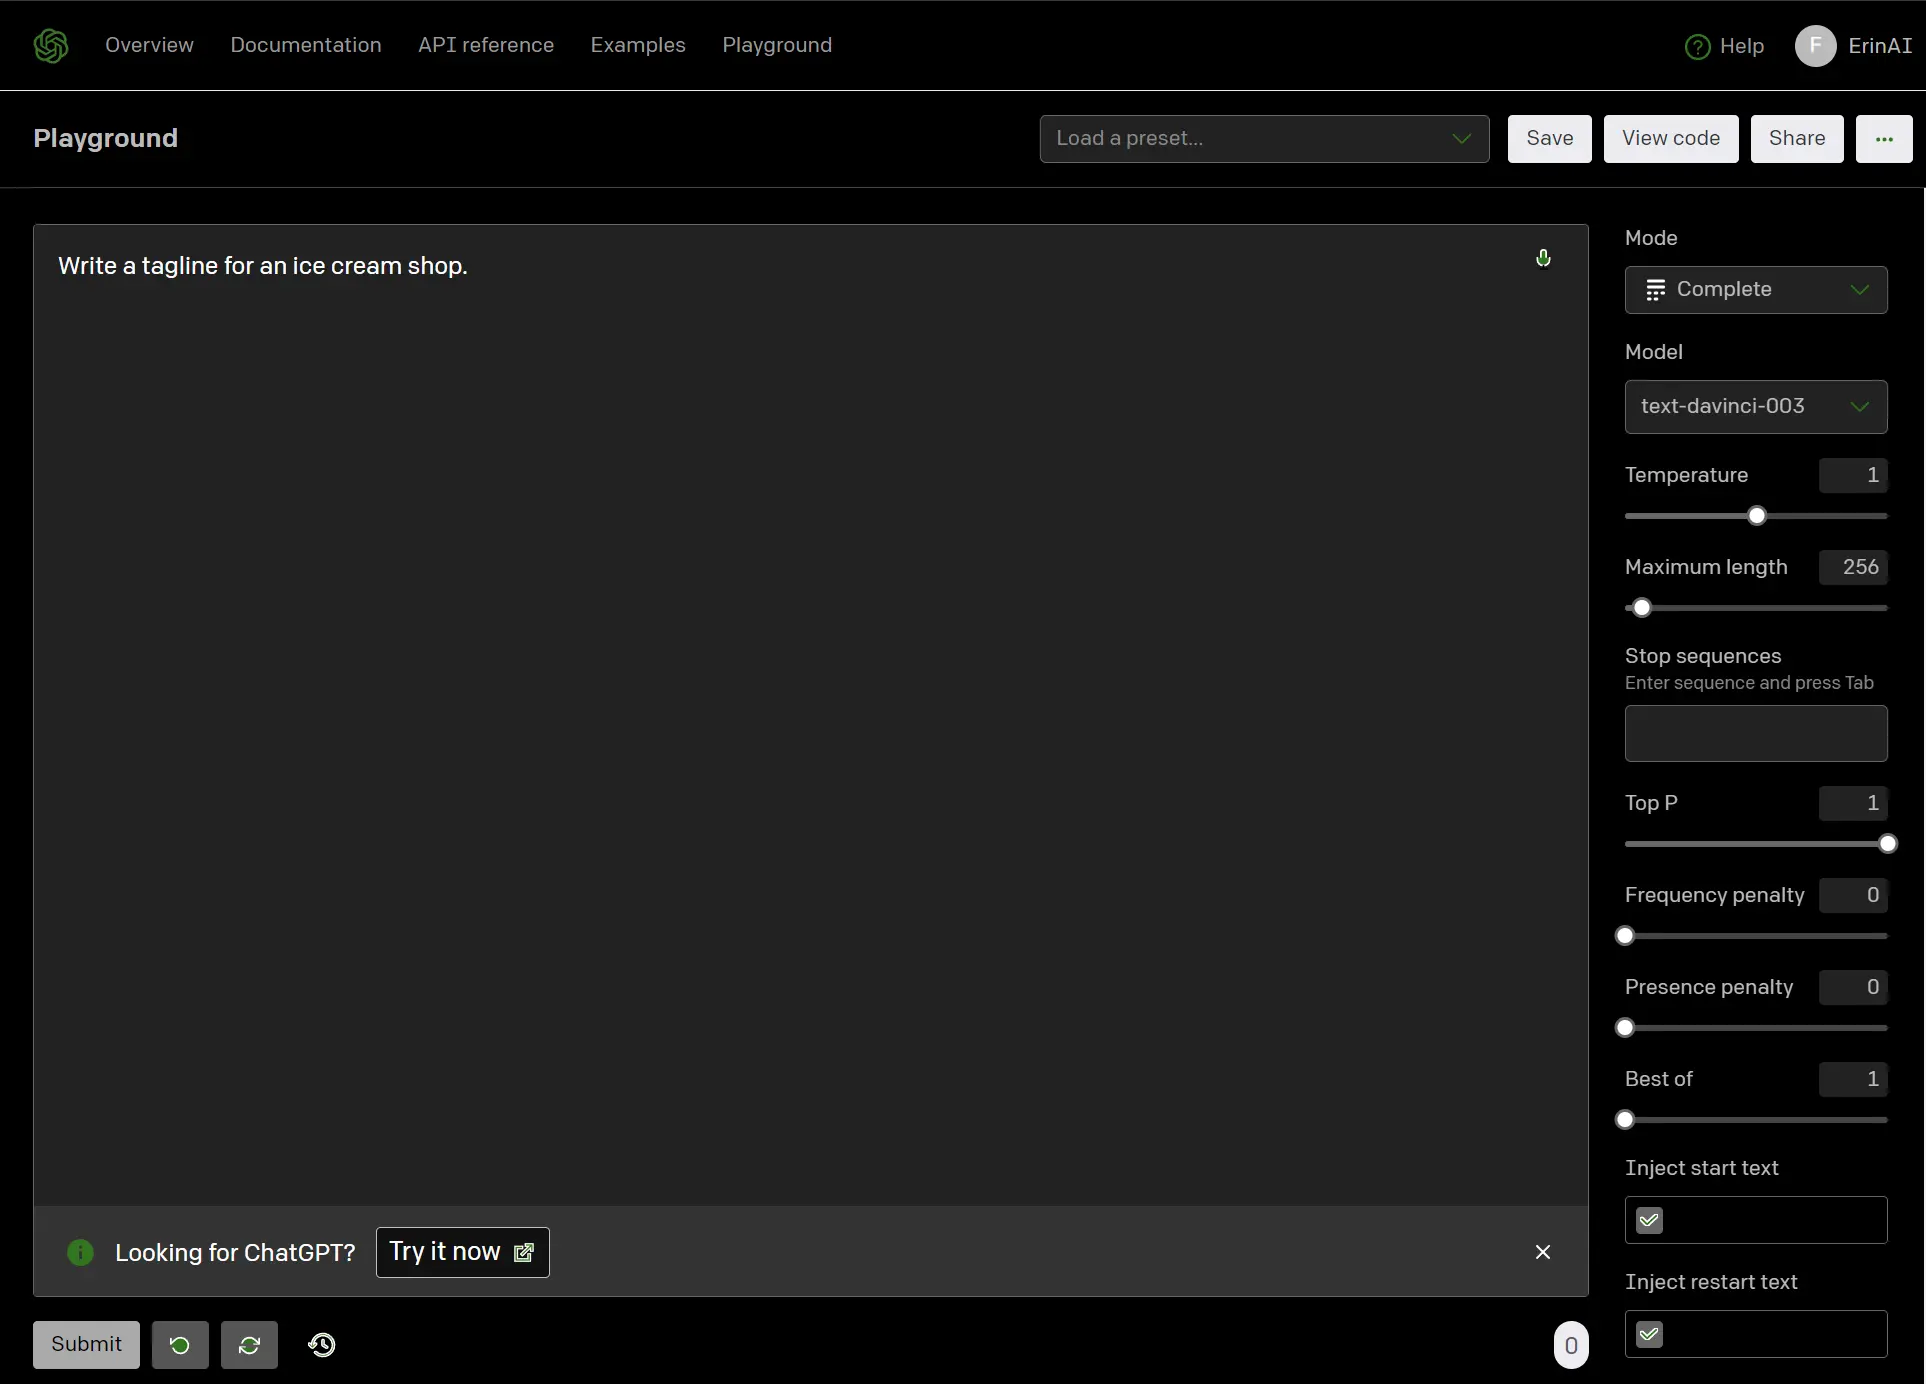 Overview Documentation API reference Examples Playground
? Help F ErinAI
Playground
Load a preset... Save View code Share ...
Write a tagline for an ice cream shop.
Mode
Complete
Model
text-davinci-003
Temperature 1
Maximum length 256
Stop sequences
Enter sequence and press Tab
Top P 1
Frequency penalty 0
Presence penalty 0
Best of 1
Inject start text
Inject restart text
i Looking for ChatGPT? Try it now
Submit 0